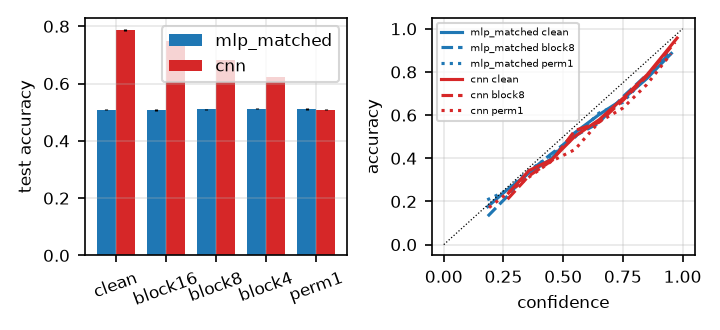 test accuracy
0.8
0.6
0.4
0.2
0.0
mlp_matched
cnn
clean
block16
block8
block4
perm1
accuracy
1.0
0.8
0.6
0.4
0.2
0.0
mlp_matched clean
mlp_matched block8
mlp_matched perm1
cnn clean
cnn block8
cnn perm1
0.00 0.25 0.50 0.75 1.00
confidence